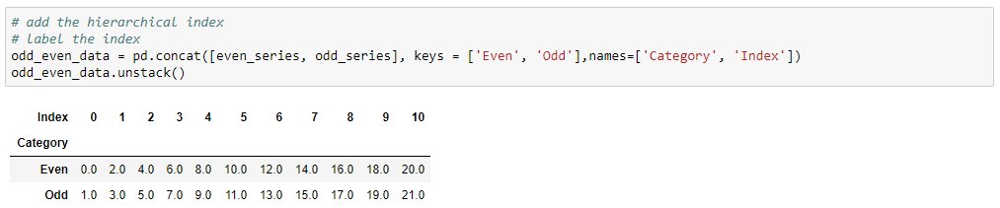 # add the hierarchical index
# label the index
odd_even_data = pd.concat([even_series, odd_series], keys = ['Even', 'Odd'],names=['Category', 'Index'])
odd_even_data.unstack()
Index 0 1 2 3 4 5 6 7 8 9 10
Category
Even 0.0 2.0 4.0 6.0 8.0 10.0 12.0 14.0 16.0 18.0 20.0
Odd 1.0 3.0 5.0 7.0 9.0 11.0 13.0 15.0 17.0 19.0 21.0